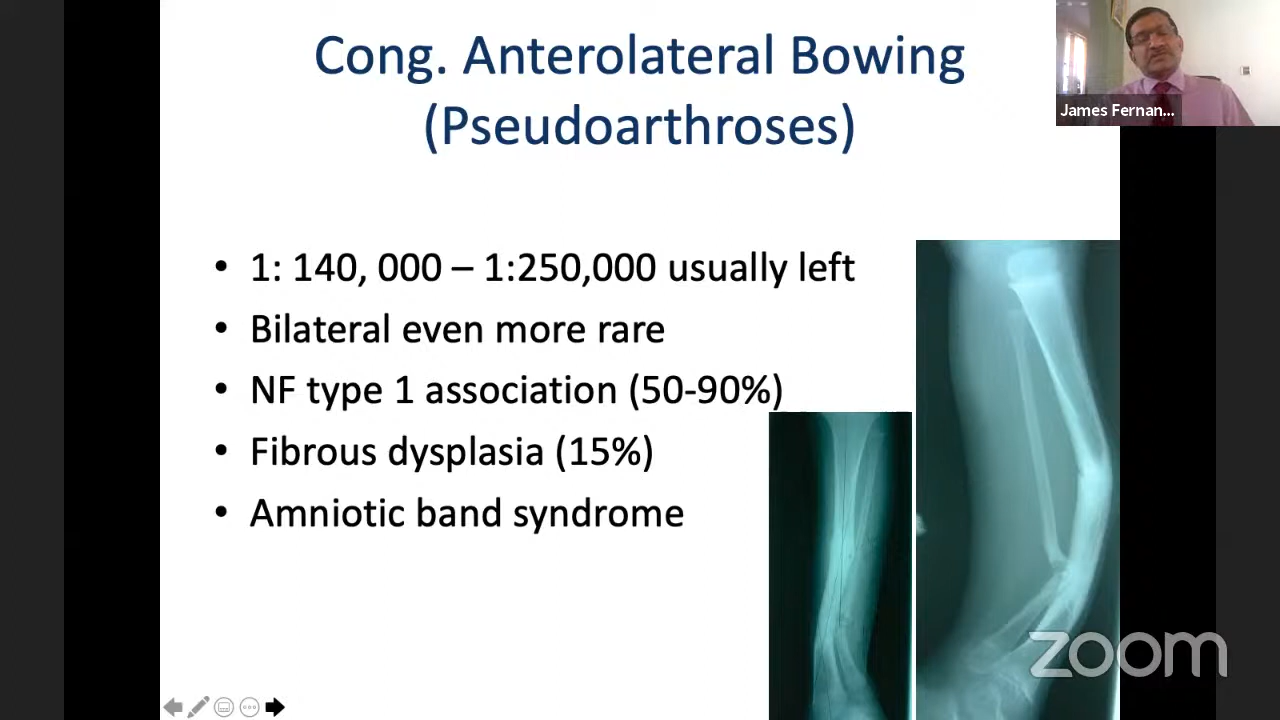 Cong. Anterolateral Bowing
(Pseudoarthroses)
James Fernan...
• 1: 140, 000 – 1:250,000 usually left
• Bilateral even more rare
• NF type 1 association (50-90%)
• Fibrous dysplasia (15%)
• Amniotic band syndrome
zoom